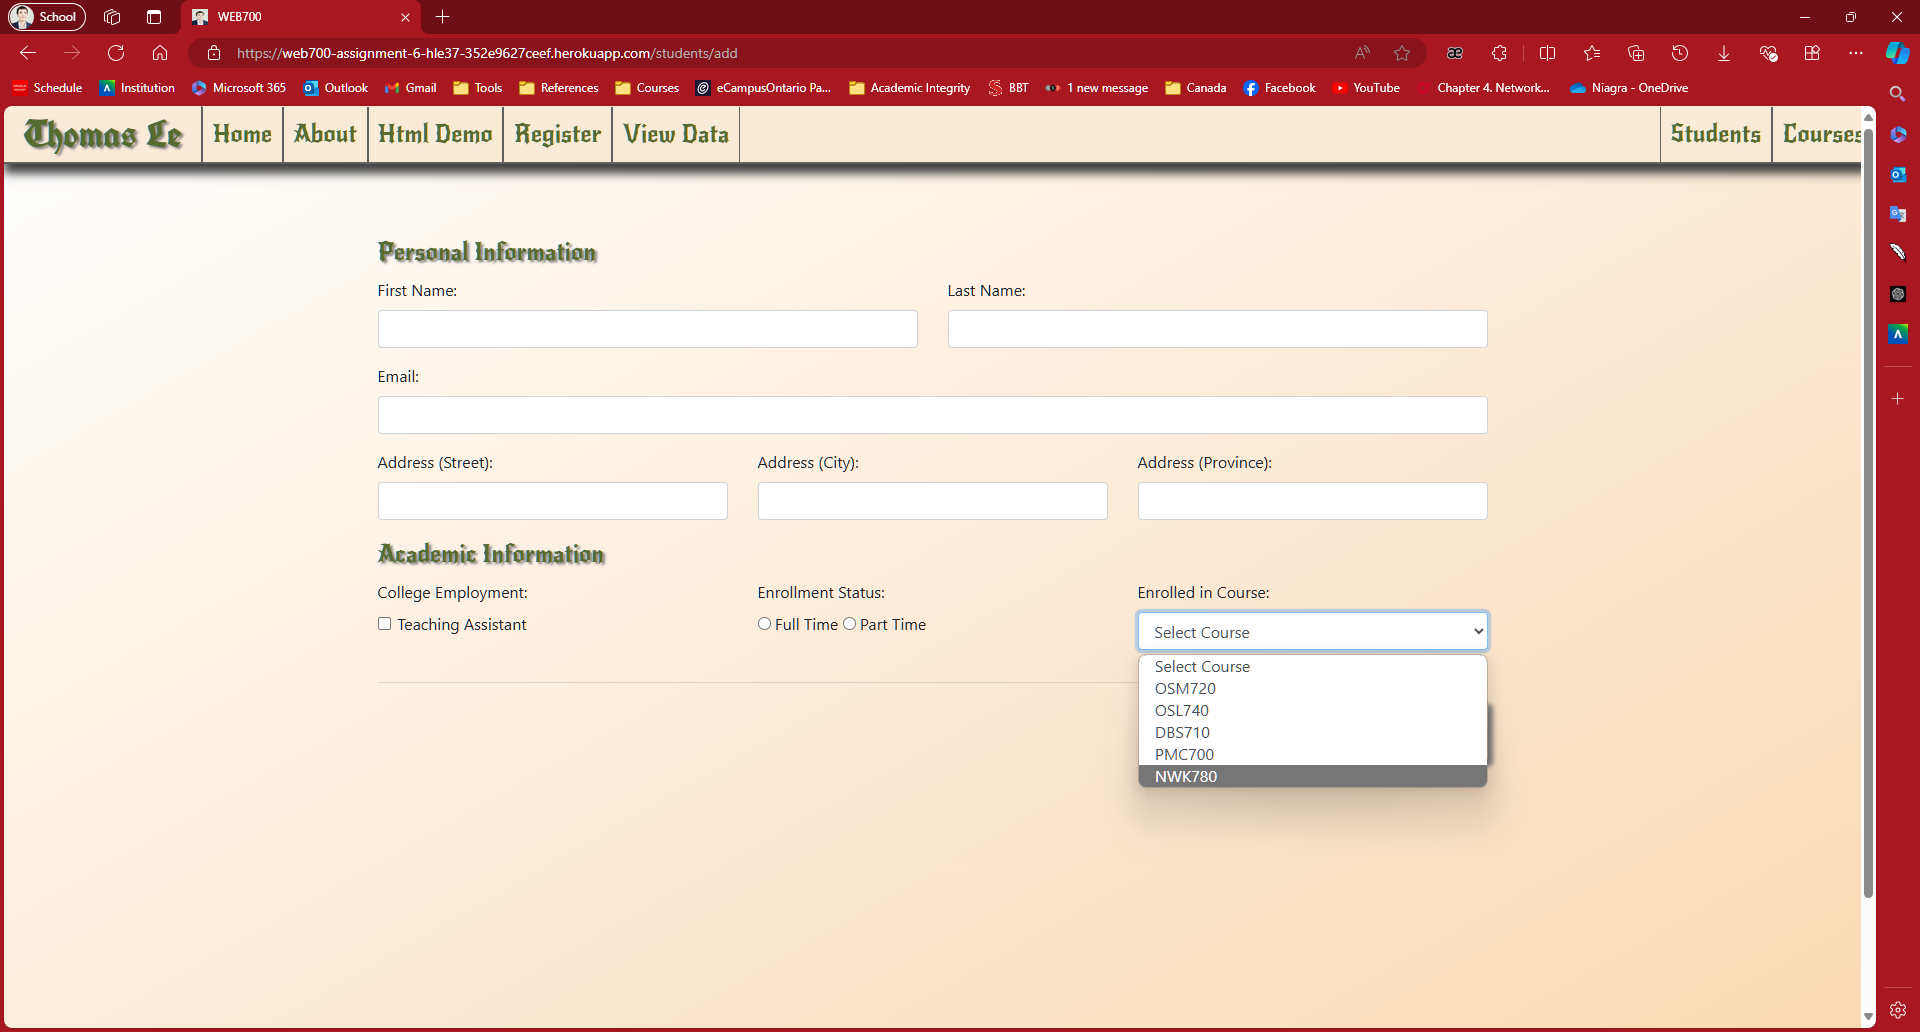 School
WEB700
https://web700-assignment-6-hle37-352e9627ceef.herokuapp.com/students/add
Schedule Institution Microsoft 365 Outlook Gmail Tools References Courses eCampusOntario Pa... Academic Integrity BBT 1 new message Canada Facebook YouTube Chapter 4. Network... Niagra - OneDrive
Thomas Le Home About Html Demo Register View Data Students Courses
Personal Information
First Name: Last Name:
Email:
Address (Street): Address (City): Address (Province):
Academic Information
College Employment: Enrollment Status: Enrolled in Course:
Teaching Assistant Full Time Part Time Select Course
Select Course
OSM720
OSL740
DBS710
PMC700
NWK780